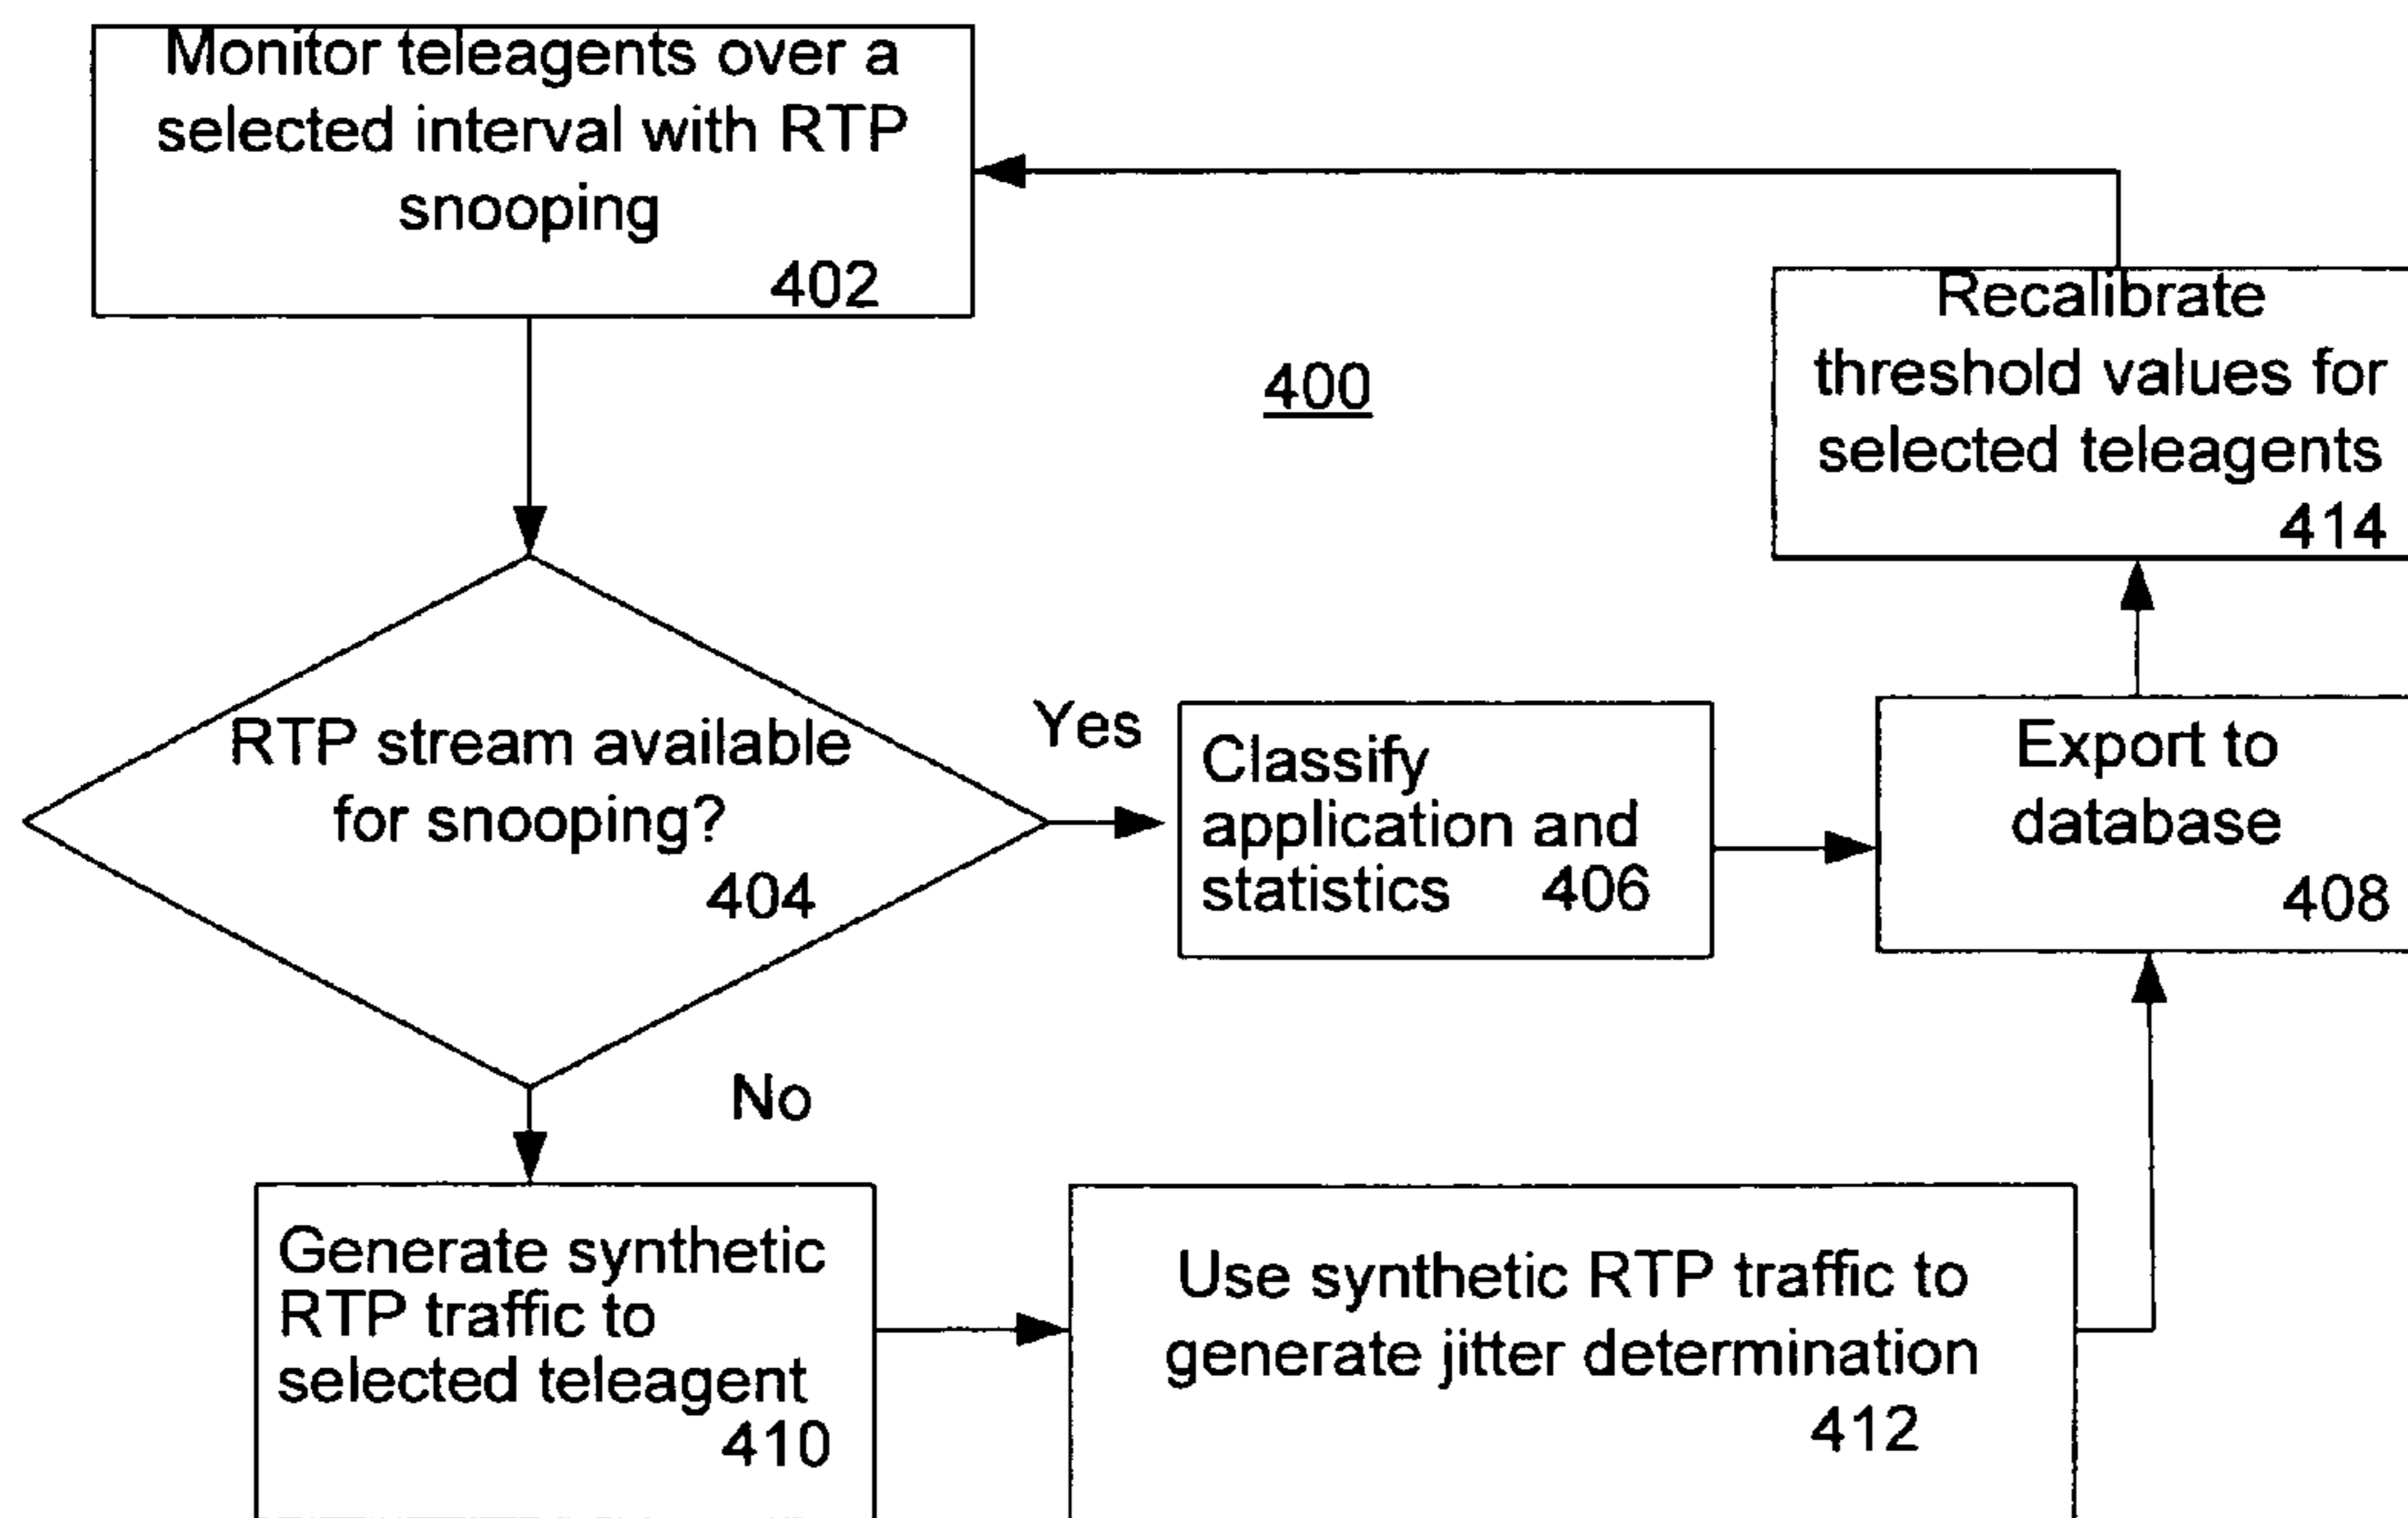 Monitor teleagents over a
selected interval with RTP
snooping
402
400
Recalibrate
threshold values for
selected teleagents
414
RTP stream available
for snooping?
404
Yes
Classify
application and
statistics 406
Export to
database
408
No
Generate synthetic
RTP traffic to
selected teleagent
410
Use synthetic RTP traffic to
generate jitter determination
412